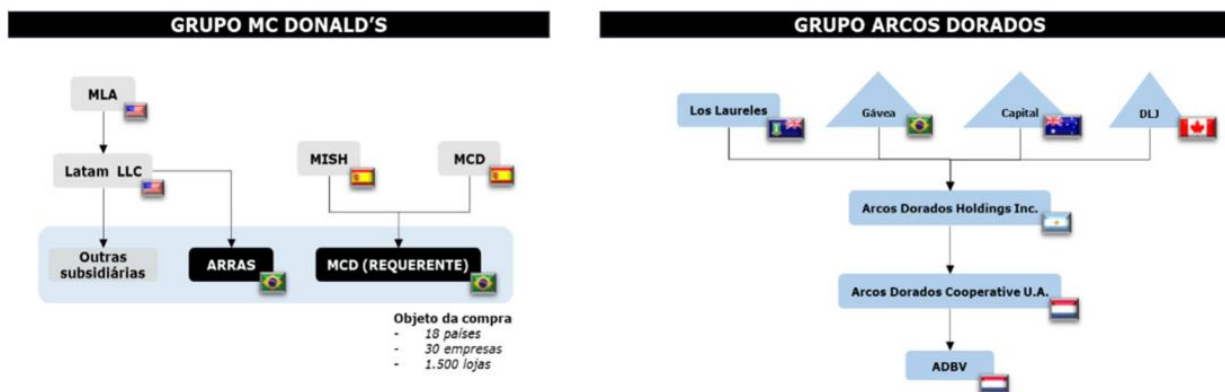 GRUPO MC DONALD'S
MLA
Latam LLC
MISH
MCD
Outras
subsidiárias
ARRAS
MCD (REQUERENTE)
Objeto da compra
- 18 países
- 30 empresas
- 1.500 lojas
GRUPO ARCOS DORADOS
Los Laureles
Gávea
Capital
DLJ
Arcos Dorados Holdings Inc.
Arcos Dorados Cooperative U.A.
ADBV